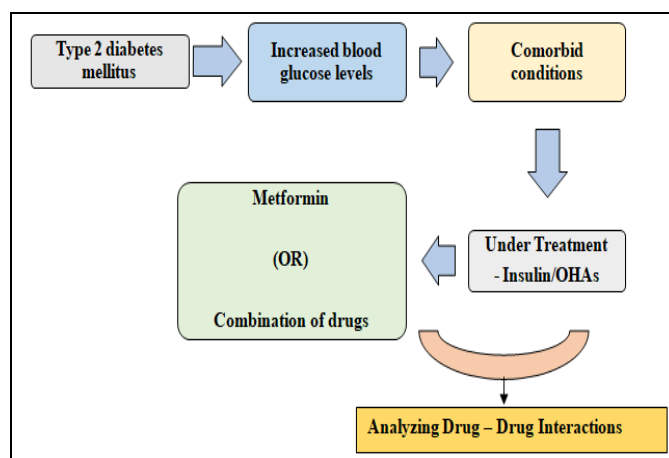 Type 2 diabetes
mellitus
Increased blood
glucose levels
Comorbid
conditions
Under Treatment
- Insulin/OHAs
Metformin
(OR)
Combination of drugs
Analyzing Drug – Drug Interactions